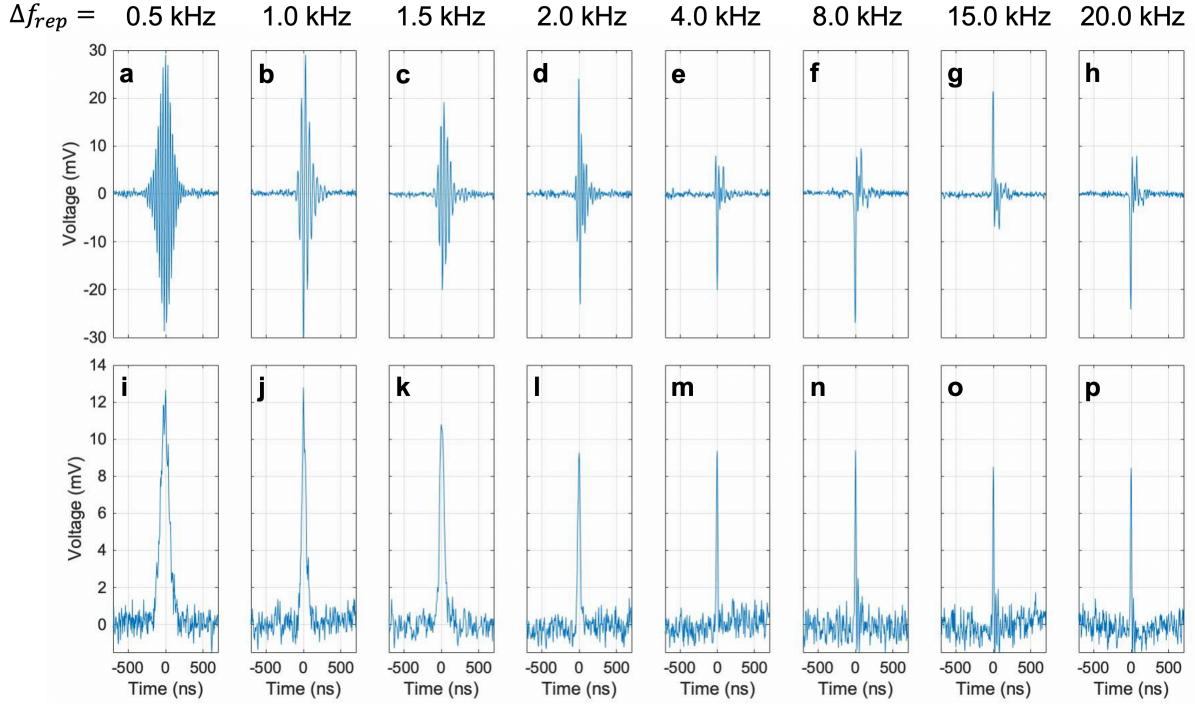 Δf_rep = 0.5 kHz 1.0 kHz 1.5 kHz 2.0 kHz 4.0 kHz 8.0 kHz 15.0 kHz 20.0 kHz
30
a b c d e f g h
20
10
0
-10
-20
-30
Voltage (mV)
14
i j k l m n o p
12
10
8
6
4
2
0
Voltage (mV)
-500 0 500 -500 0 500 -500 0 500 -500 0 500 -500 0 500 -500 0 500 -500 0 500 -500 0 500
Time (ns) Time (ns) Time (ns) Time (ns) Time (ns) Time (ns) Time (ns) Time (ns)